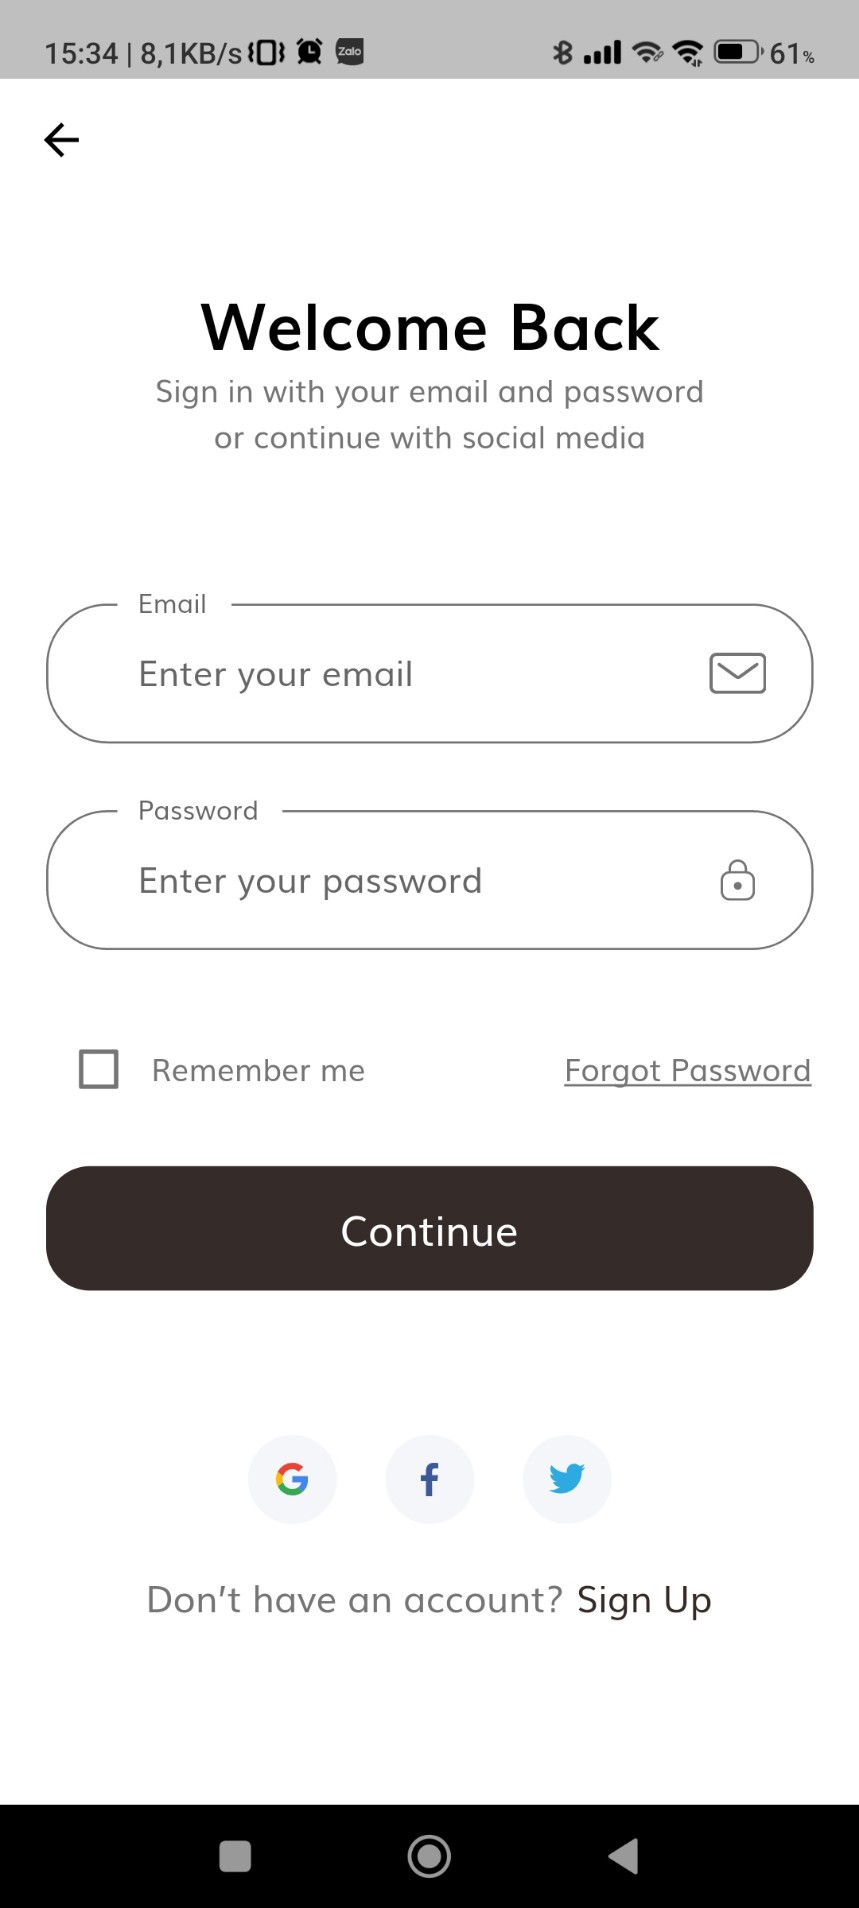 15:34 | 8,1KB/s Zalo 61%
Welcome Back
Sign in with your email and password
or continue with social media
Email
Enter your email
Password
Enter your password
Remember me Forgot Password
Continue
Don't have an account? Sign Up